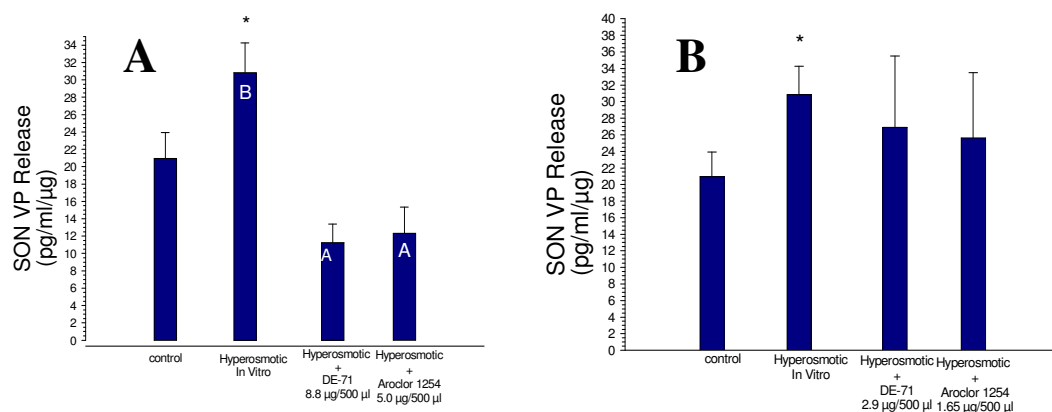 A
*
SON VP Release
(pg/ml/µg)
34
32
30
28
26
24
22
20
18
16
14
12
10
8
6
4
2
0
B
A
A
control
Hyperosmotic
In Vitro
Hyperosmotic
+
DE-71
8.8 µg/500 µl
Hyperosmotic
+
Aroclor 1254
5.0 µg/500 µl
B
*
SON VP Release
(pg/ml/µg)
40
38
36
34
32
30
28
26
24
22
20
18
16
14
12
10
8
6
4
2
0
control
Hyperosmotic
In Vitro
Hyperosmotic
+
DE-71
2.9 µg/500 µl
Hyperosmotic
+
Aroclor 1254
1.65 µg/500 µl